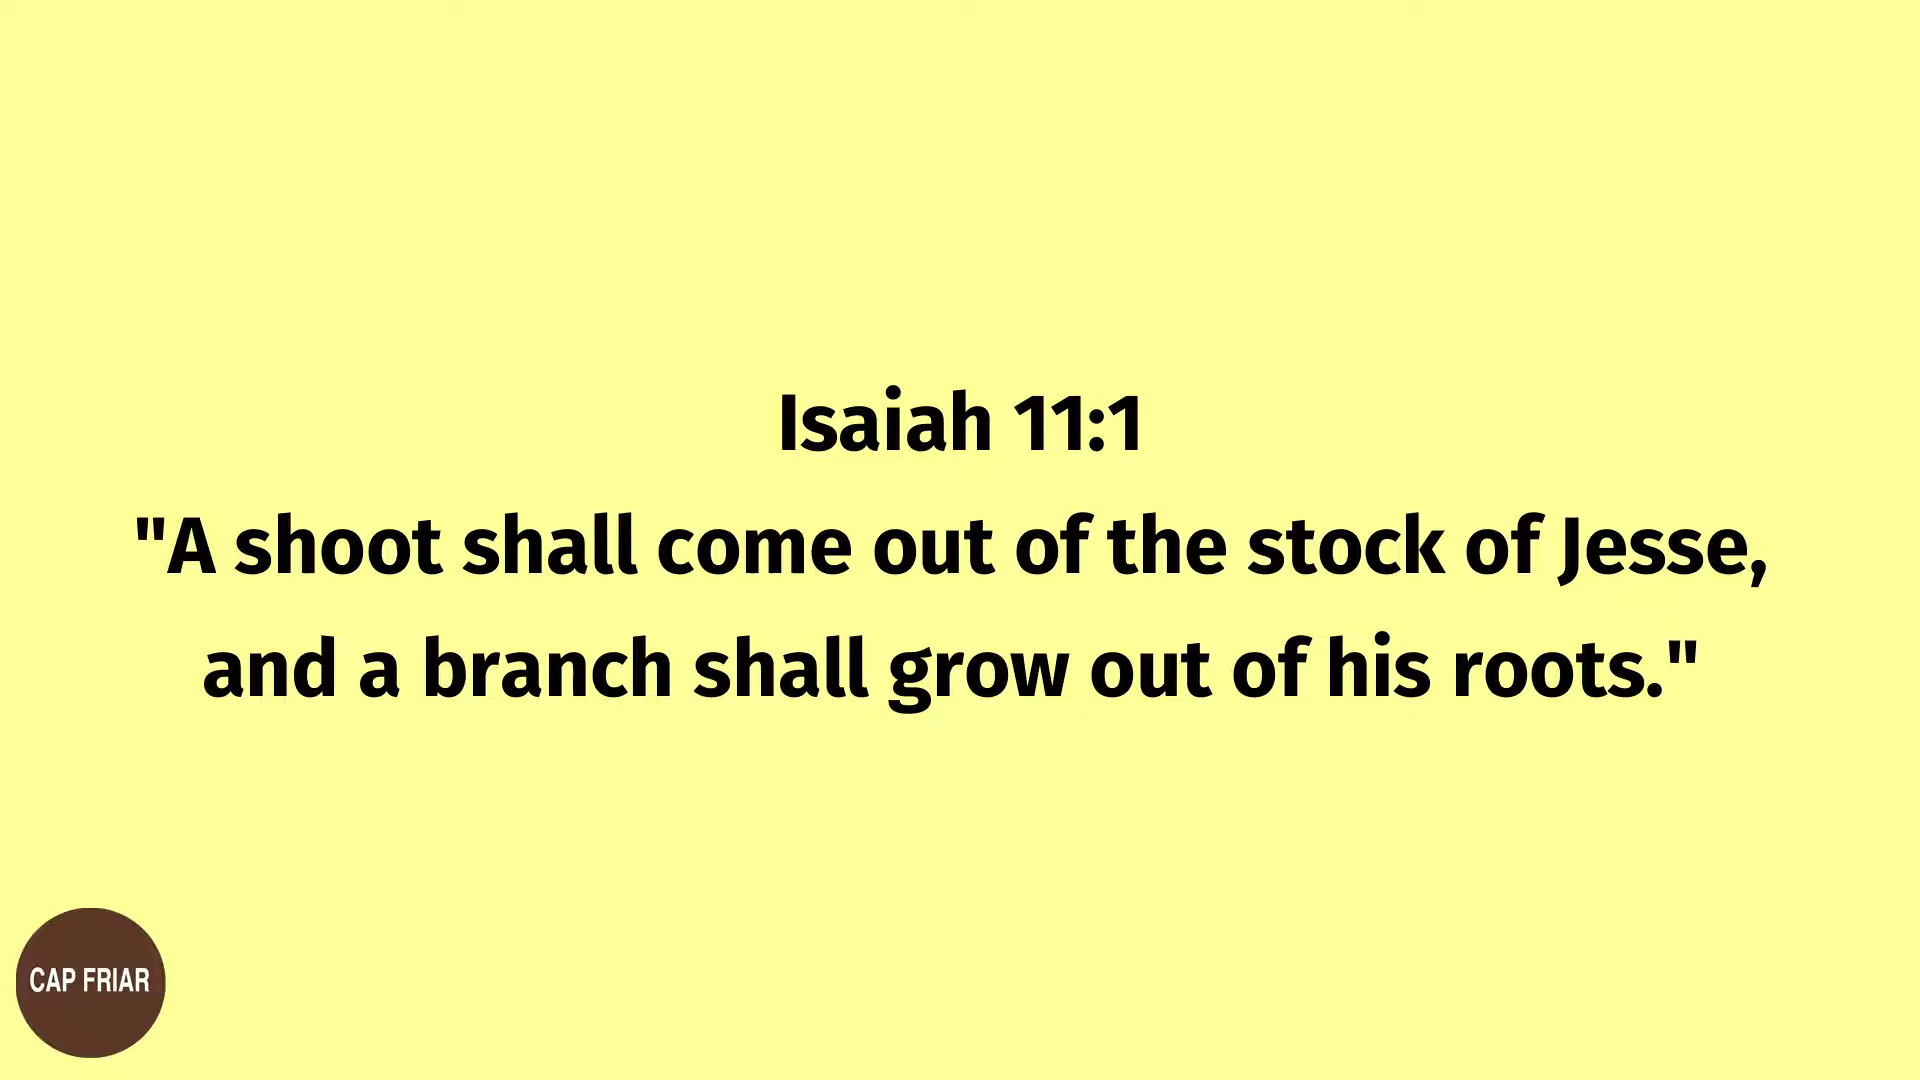 Isaiah 11:1
"A shoot shall come out of the stock of Jesse,
and a branch shall grow out of his roots."
CAP FRIAR